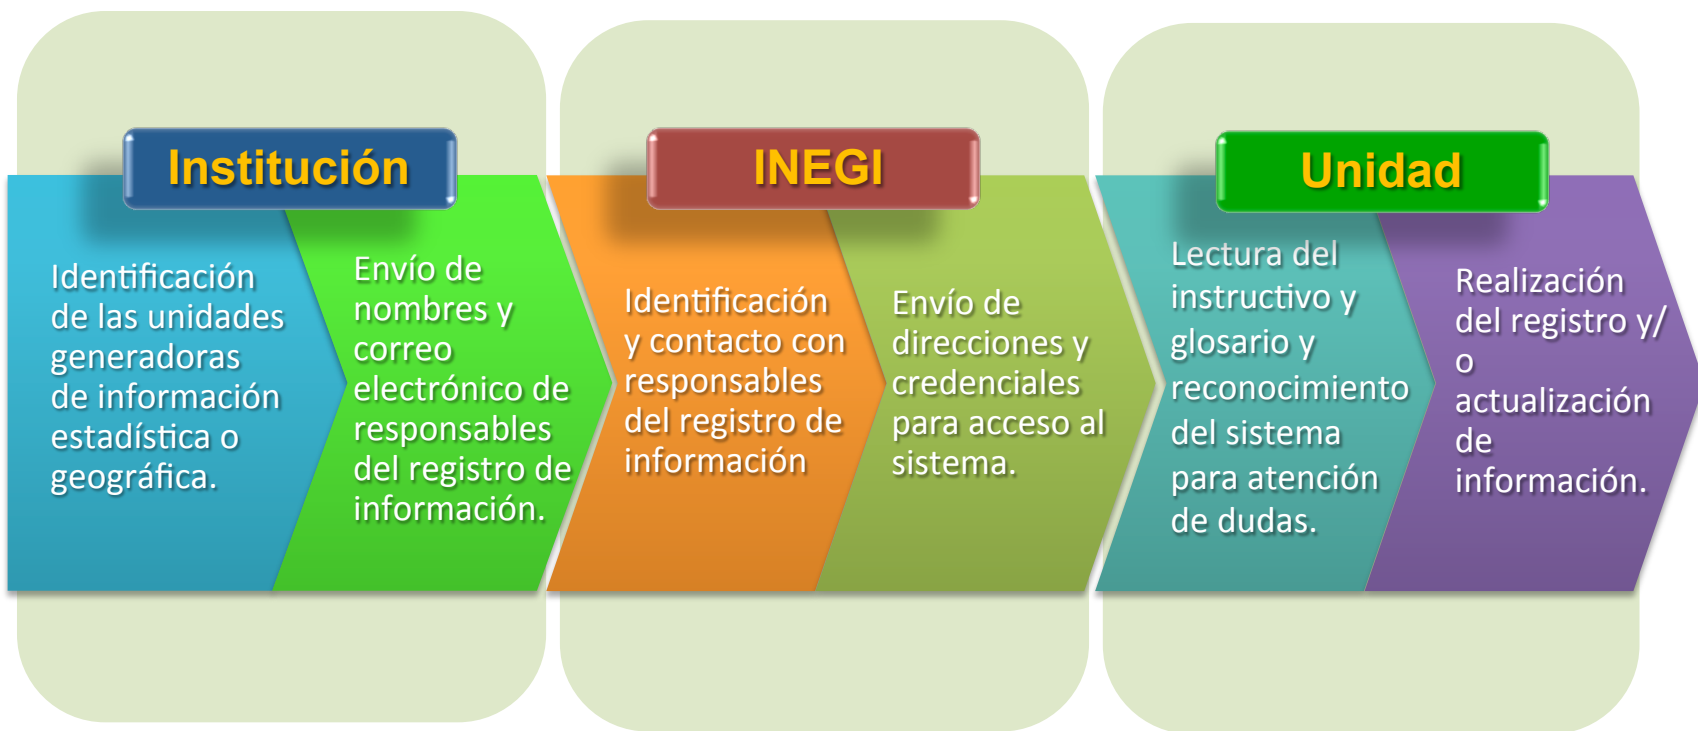 Institución
Identificación
de las unidades
generadoras
de información
estadística o
geográfica.
Envío de
nombres y
correo
electrónico de
responsables
del registro de
información.
INEGI
Identificación
y contacto con
responsables
del registro de
información
Envío de
direcciones y
credenciales
para acceso al
sistema.
Unidad
Lectura del
instructivo y
glosario y
reconocimiento
del sistema
para atención
de dudas.
Realización
del registro y/
o
actualización
de
información.